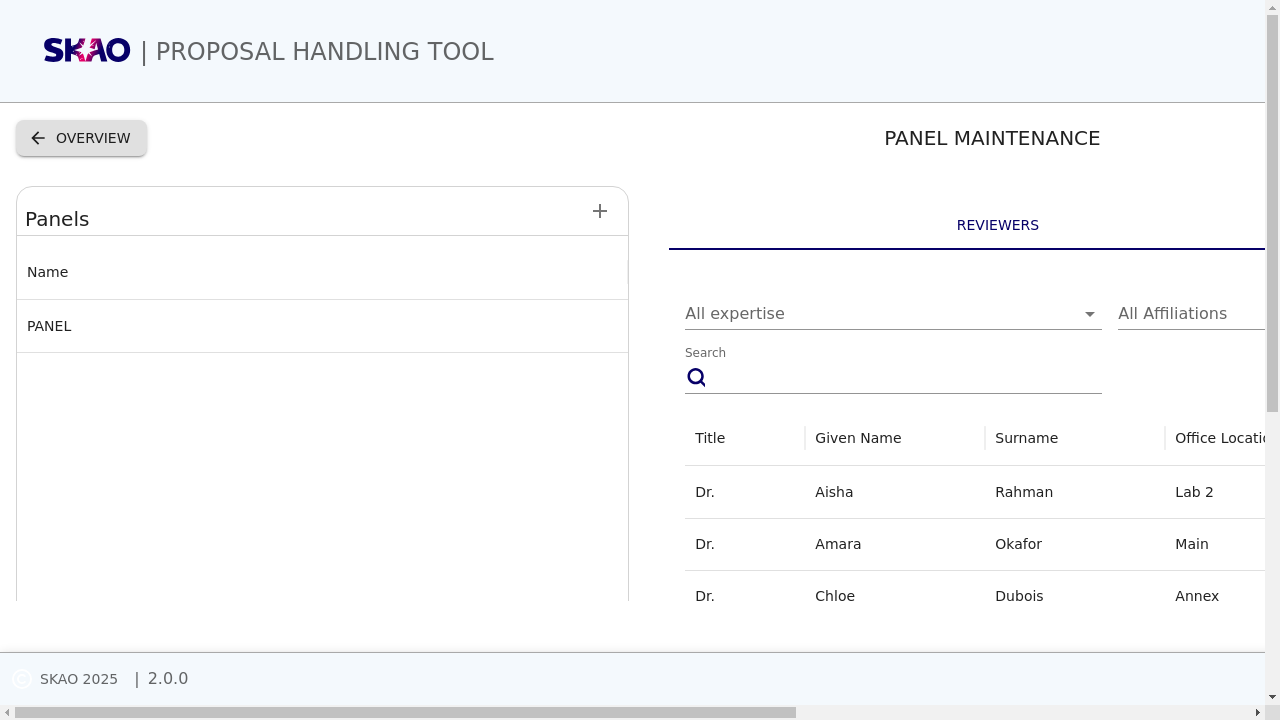 SKAO | PROPOSAL HANDLING TOOL
OVERVIEW
PANEL MAINTENANCE
Panels
Name
PANEL
REVIEWERS
All expertise
All Affiliations
Search
Title Given Name Surname Office Locatio
Dr. Aisha Rahman Lab 2
Dr. Amara Okafor Main
Dr. Chloe Dubois Annex
© SKAO 2025 | 2.0.0